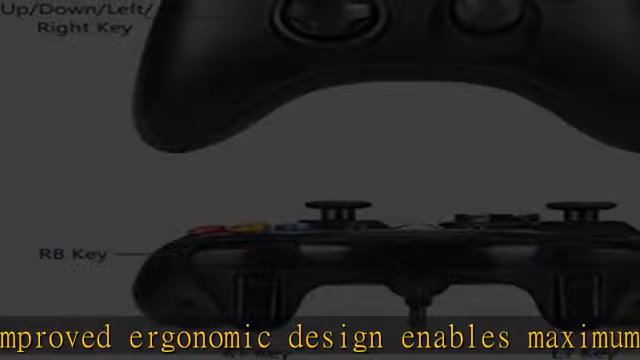 Up/Down/Left/
Right Key
RB Key
mproved ergonomic design enables maximum